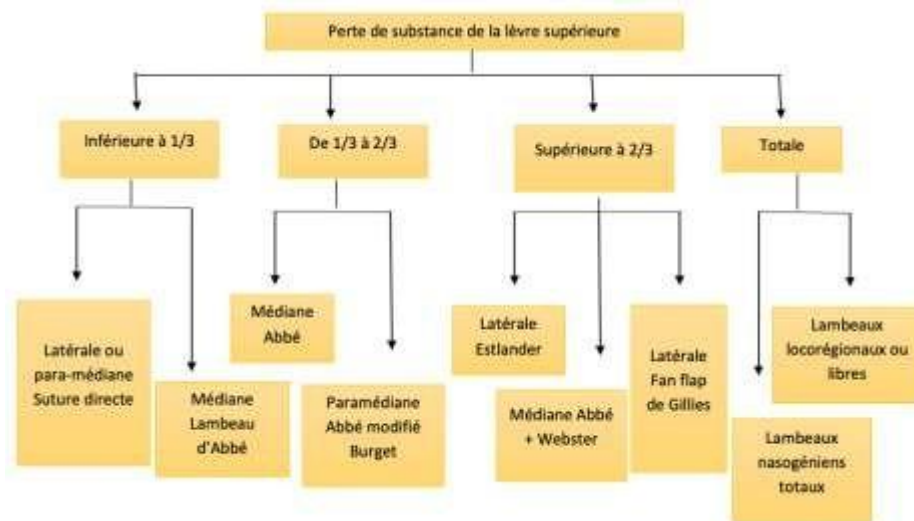 Perte de substance de la lèvre supérieure
Inférieure à 1/3
De 1/3 à 2/3
Supérieure à 2/3
Totale
Latérale ou
para-médiane
Suture directe
Médiane
Lambeau
d'Abbé
Médiane
Abbé
Paramédiane
Abbé modifié
Burget
Latérale
Estlander
Médiane Abbé
+ Webster
Latérale
Fan flap
de Gillies
Lambeaux
nasogéniens
totaux
Lambeaux
locorégionaux ou
libres